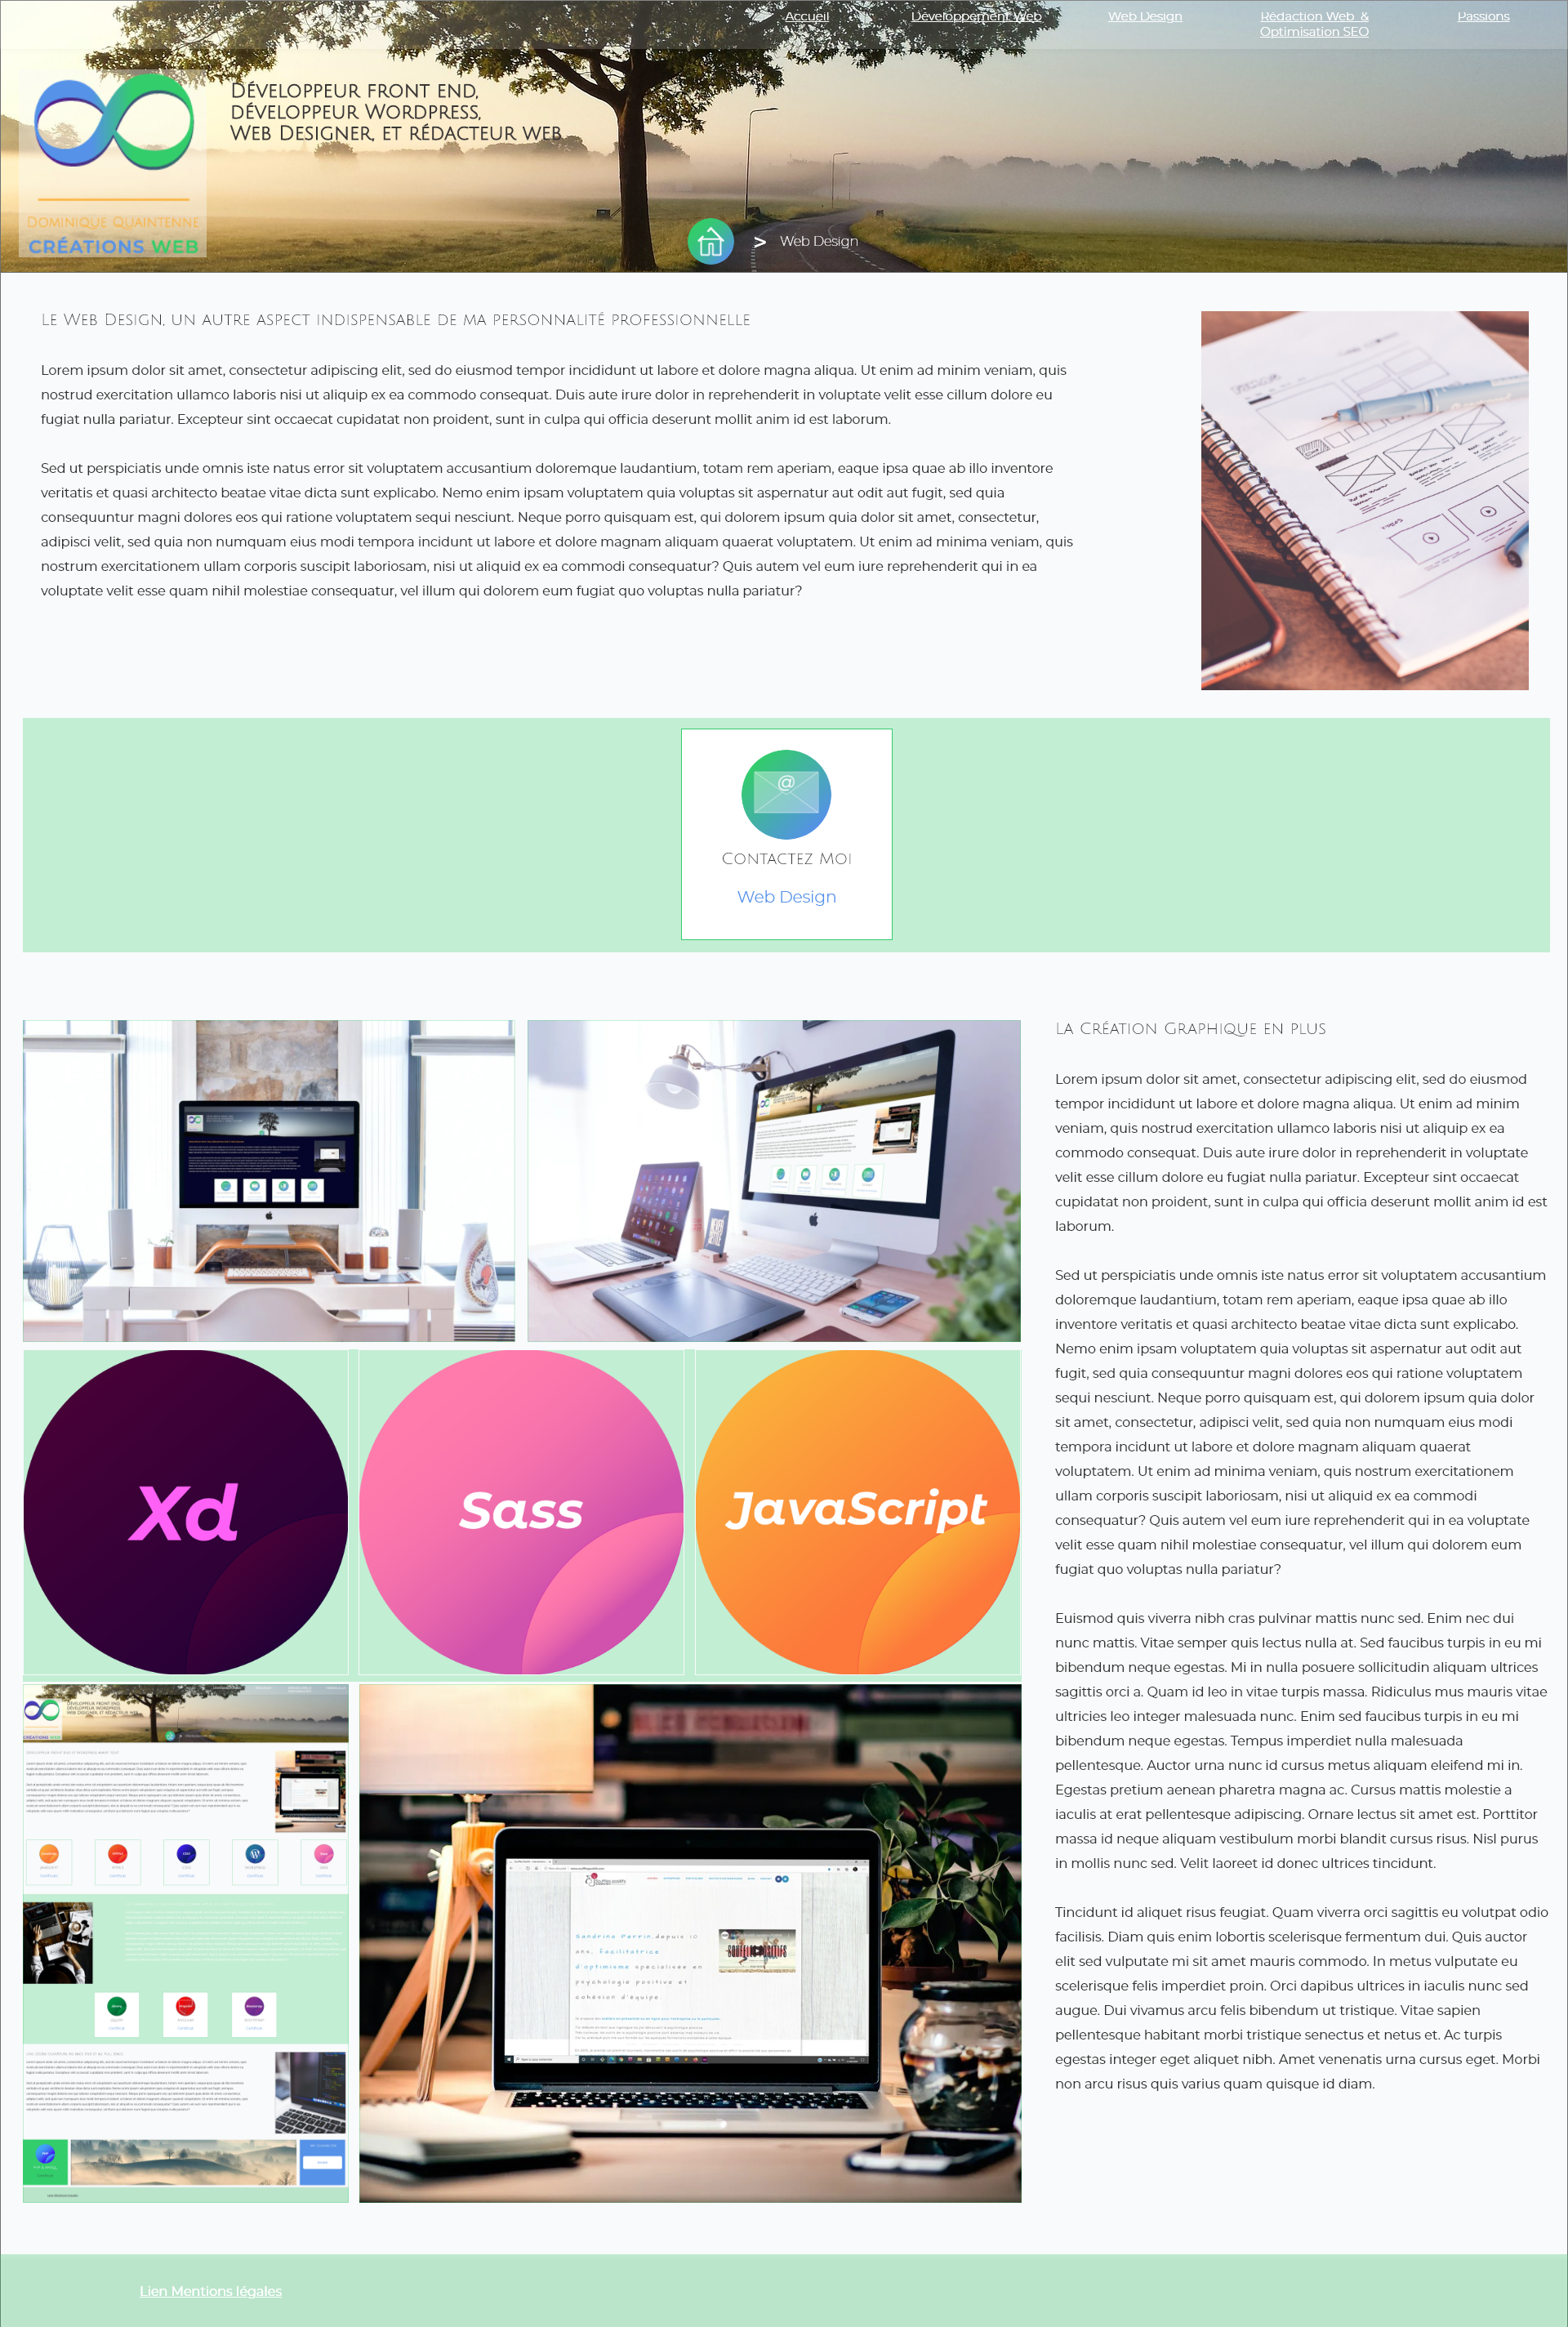 Accueil
Développement Web
Web Design
Rédaction Web &
Optimisation SEO
Passions
Développeur front end,
développeur Wordpress,
Web Designer, et rédacteur web
Dominique Quaintenne
CRÉATIONS WEB
> Web Design
Le Web Design, un autre aspect indispensable de ma personnalité professionnelle
Lorem ipsum dolor sit amet, consectetur adipiscing elit, sed do eiusmod tempor incididunt ut labore et dolore magna aliqua. Ut enim ad minim veniam, quis
nostrud exercitation ullamco laboris nisi ut aliquip ex ea commodo consequat. Duis aute irure dolor in reprehenderit in voluptate velit esse cillum dolore eu
fugiat nulla pariatur. Excepteur sint occaecat cupidatat non proident, sunt in culpa qui officia deserunt mollit anim id est laborum.
Sed ut perspiciatis unde omnis iste natus error sit voluptatem accusantium doloremque laudantium, totam rem aperiam, eaque ipsa quae ab illo inventore
veritatis et quasi architecto beatae vitae dicta sunt explicabo. Nemo enim ipsam voluptatem quia voluptas sit aspernatur aut odit aut fugit, sed quia
consequuntur magni dolores eos qui ratione voluptatem sequi nesciunt. Neque porro quisquam est, qui dolorem ipsum quia dolor sit amet, consectetur,
adipisci velit, sed quia non numquam eius modi tempora incidunt ut labore et dolore magnam aliquam quaerat voluptatem. Ut enim ad minima veniam, quis
nostrum exercitationem ullam corporis suscipit laboriosam, nisi ut aliquid ex ea commodi consequatur? Quis autem vel eum iure reprehenderit qui in ea
voluptate velit esse quam nihil molestiae consequatur, vel illum qui dolorem eum fugiat quo voluptas nulla pariatur?
@
Contactez Moi
Web Design
Xd
Sass
JavaScript
Développeur front end,
développeur Wordpress,
Web Designer, et rédacteur web
CRÉATIONS WEB
Sandrine Perrin, depuis 10
ans, facilitatrice
d'optimisme spécialisée en
psychologie positive et
cohésion d'équipe.
La Création Graphique en plus
Lorem ipsum dolor sit amet, consectetur adipiscing elit, sed do eiusmod
tempor incididunt ut labore et dolore magna aliqua. Ut enim ad minim
veniam, quis nostrud exercitation ullamco laboris nisi ut aliquip ex ea
commodo consequat. Duis aute irure dolor in reprehenderit in voluptate
velit esse cillum dolore eu fugiat nulla pariatur. Excepteur sint occaecat
cupidatat non proident, sunt in culpa qui officia deserunt mollit anim id est
laborum.
Sed ut perspiciatis unde omnis iste natus error sit voluptatem accusantium
doloremque laudantium, totam rem aperiam, eaque ipsa quae ab illo
inventore veritatis et quasi architecto beatae vitae dicta sunt explicabo.
Nemo enim ipsam voluptatem quia voluptas sit aspernatur aut odit aut
fugit, sed quia consequuntur magni dolores eos qui ratione voluptatem
sequi nesciunt. Neque porro quisquam est, qui dolorem ipsum quia dolor
sit amet, consectetur, adipisci velit, sed quia non numquam eius modi
tempora incidunt ut labore et dolore magnam aliquam quaerat
voluptatem. Ut enim ad minima veniam, quis nostrum exercitationem
ullam corporis suscipit laboriosam, nisi ut aliquid ex ea commodi
consequatur? Quis autem vel eum iure reprehenderit qui in ea voluptate
velit esse quam nihil molestiae consequatur, vel illum qui dolorem eum
fugiat quo voluptas nulla pariatur?
Euismod quis viverra nibh cras pulvinar mattis nunc sed. Enim nec dui
nunc mattis. Vitae semper quis lectus nulla at. Sed faucibus turpis in eu mi
bibendum neque egestas. Mi in nulla posuere sollicitudin aliquam ultrices
sagittis orci a. Quam id leo in vitae turpis massa. Ridiculus mus mauris vitae
ultricies leo integer malesuada nunc. Enim sed faucibus turpis in eu mi
bibendum neque egestas. Tempus imperdiet nulla malesuada
pellentesque. Auctor urna nunc id cursus metus aliquam eleifend mi in.
Egestas pretium aenean pharetra magna ac. Cursus mattis molestie a
iaculis at erat pellentesque adipiscing. Ornare lectus sit amet est. Porttitor
massa id neque aliquam vestibulum morbi blandit cursus risus. Nisl purus
in mollis nunc sed. Velit laoreet id donec ultrices tincidunt.
Tincidunt id aliquet risus feugiat. Quam viverra orci sagittis eu volutpat odio
facilisis. Diam quis enim lobortis scelerisque fermentum dui. Quis auctor
elit sed vulputate mi sit amet mauris commodo. In metus vulputate eu
scelerisque felis imperdiet proin. Orci dapibus ultrices in iaculis nunc sed
augue. Dui vivamus arcu felis bibendum ut tristique. Vitae sapien
pellentesque habitant morbi tristique senectus et netus et. Ac turpis
egestas integer eget aliquet nibh. Amet venenatis urna cursus eget. Morbi
non arcu risus quis varius quam quisque id diam.
Lien Mentions légales